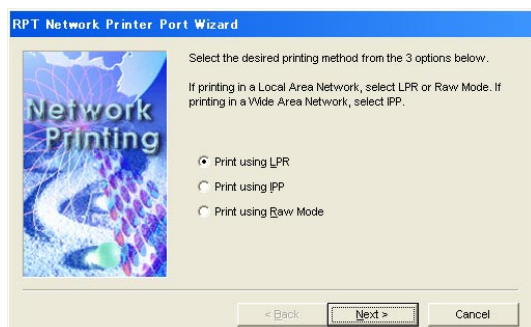 RPT Network Printer Port Wizard
Network
Printing
Select the desired printing method from the 3 options below.
If printing in a Local Area Network, select LPR or Raw Mode. If
printing in a Wide Area Network, select IPP.
Print using LPR
Print using IPP
Print using Raw Mode
< Back
Next >
Cancel